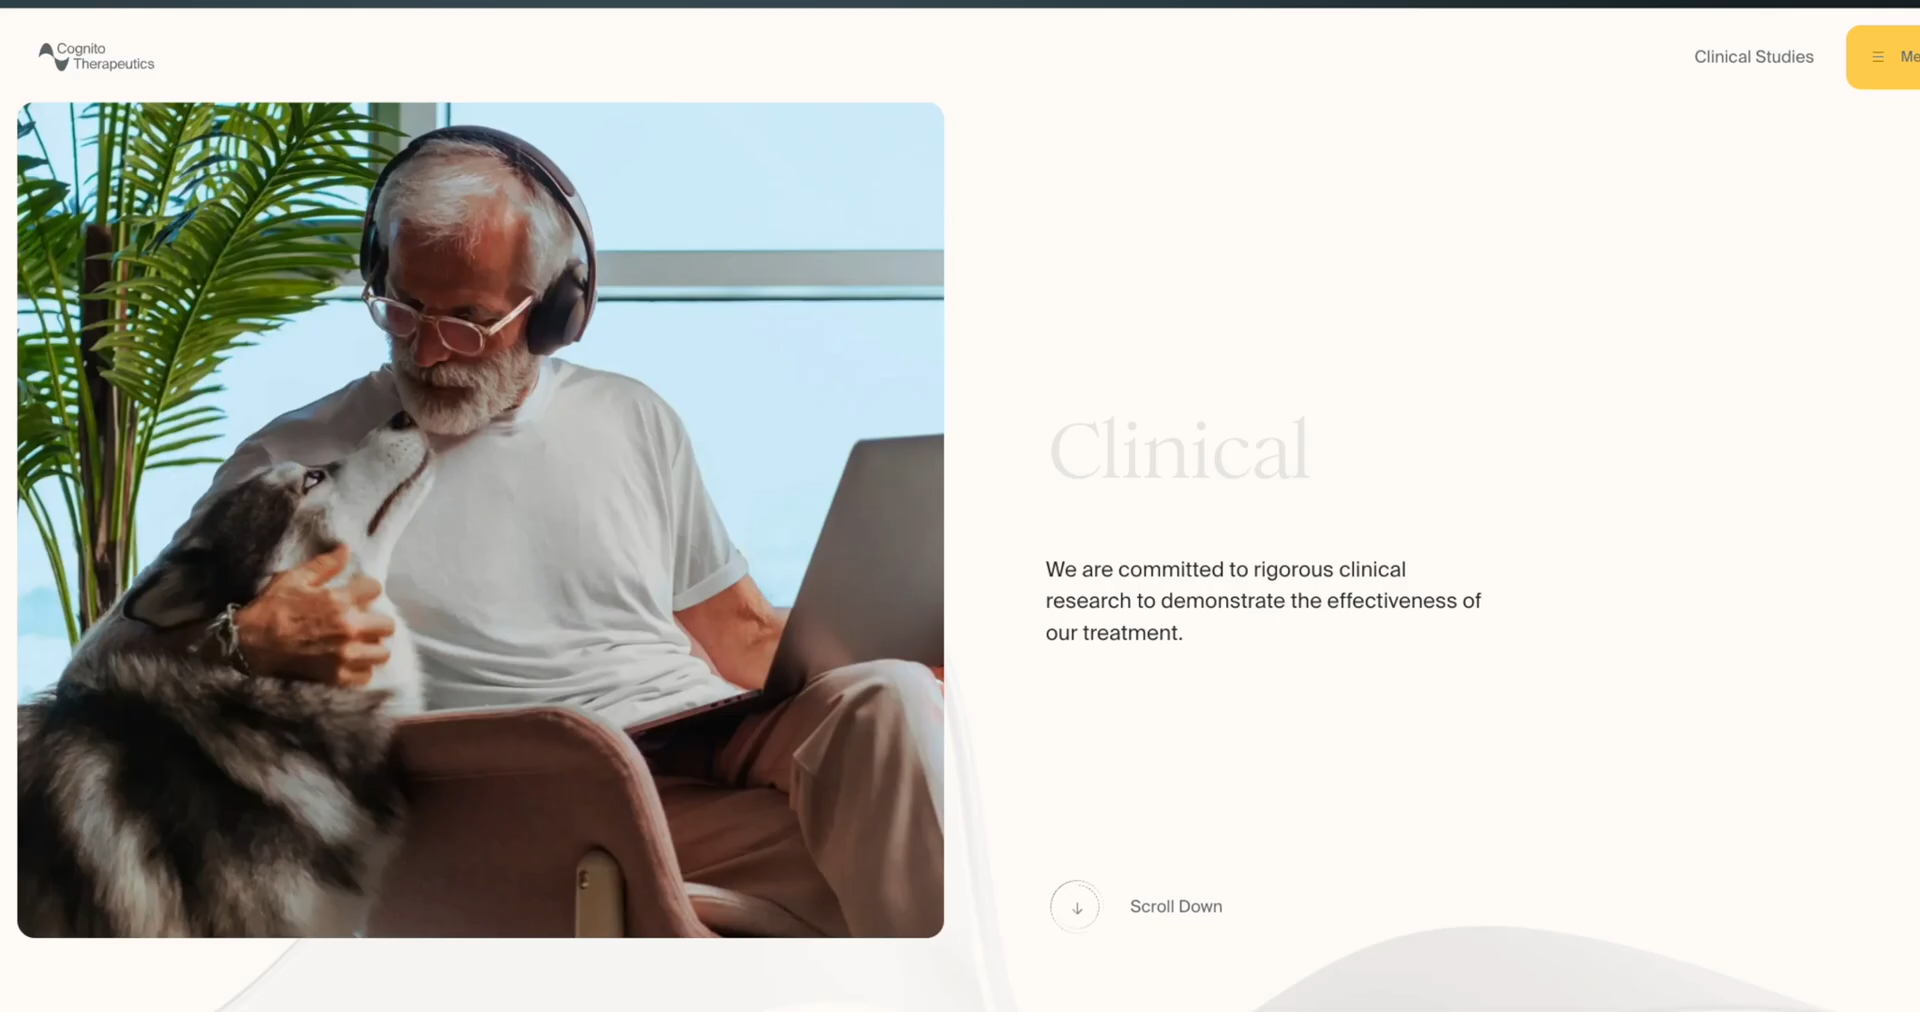 Cognito
Therapeutics
Clinical Studies
Me
Clinical
We are committed to rigorous clinical
research to demonstrate the effectiveness of
our treatment.
Scroll Down